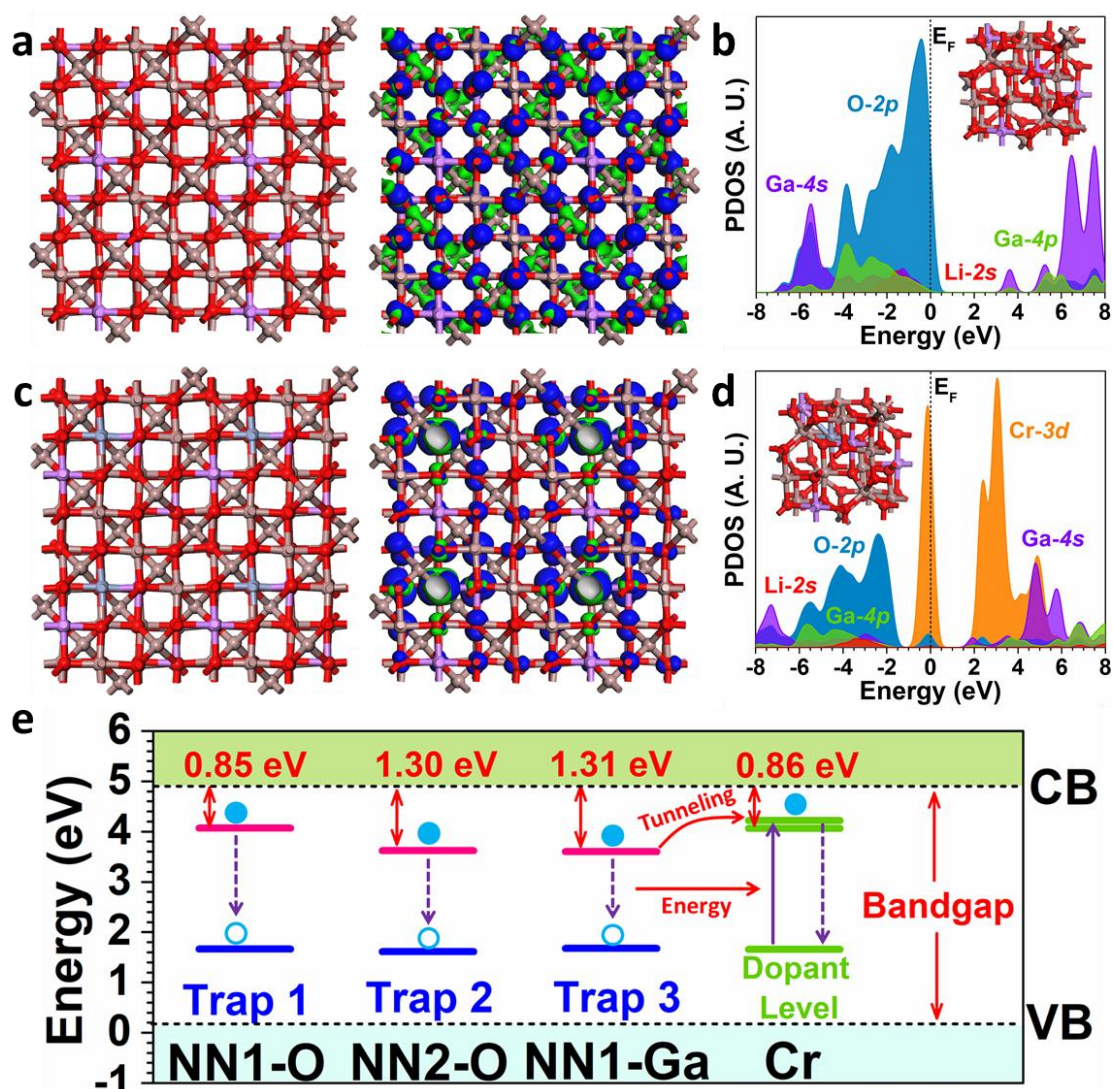 a
b
PDOS (A. U.)
E_F
O-2p
Ga-4s
Ga-4p
Li-2s
-8 -6 -4 -2 0 2 4 6 8
Energy (eV)
c
d
PDOS (A. U.)
E_F
Cr-3d
O-2p
Ga-4s
Li-2s
Ga-4p
-8 -6 -4 -2 0 2 4 6 8
Energy (eV)
e
Energy (eV)
6
5
4
3
2
1
0
-1
0.85 eV 1.30 eV 1.31 eV 0.86 eV
CB
Tunneling
Energy
Bandgap
Trap 1 Trap 2 Trap 3
Dopant
Level
VB
NN1-O NN2-O NN1-Ga Cr